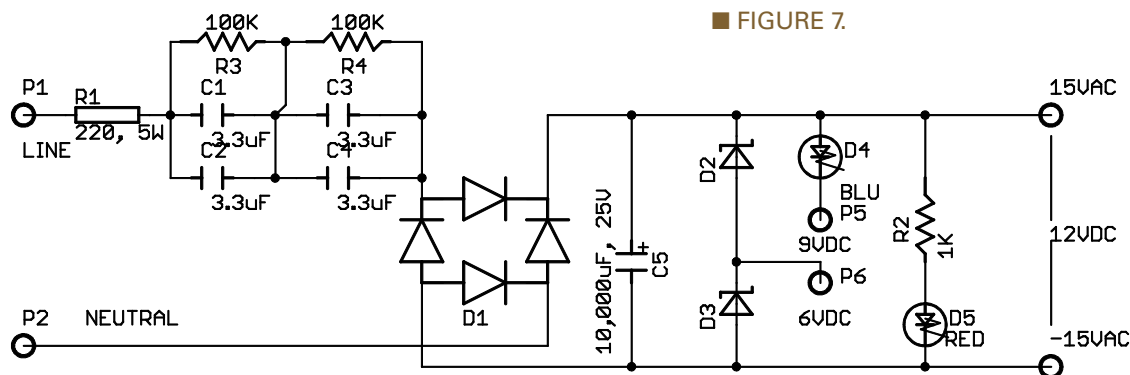 ■ FIGURE 7.
100K
100K
R3
R4
P1
R1
C1
C3
220, 5W
3.3uF
3.3uF
LINE
C2
C4
3.3uF
3.3uF
15VAC
D2
D4
BLU
P5
9VDC
R2
1K
12VDC
10,000uF, 25V
+
C5
P6
6VDC
D3
D1
D5
RED
P2
NEUTRAL
-15VAC